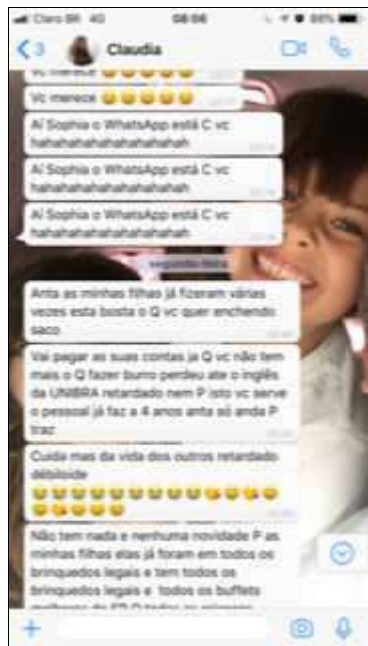 Claro BR 4G 08:06
3 Claudia
Vc merece
Vc merece
Aí Sophia o WhatsApp está C vc
hahahahahahahahahahah
Aí Sophia o WhatsApp está C vc
hahahahahahahahahahah
Aí Sophia o WhatsApp está C vc
hahahahahahahahahahah
segunda-feira
Anta as minhas filhas já fizeram várias
vezes esta bosta o Q vc quer enchendo
saco
Vai pagar as suas contas ja Q vc não tem
mais o Q fazer burro perdeu ate o inglês
da UNIBRA retardado nem P isto vc serve
o pessoal já faz a 4 anos anta só anda P
traz
Cuida mas da vida dos outros retardado
débiloide
Não tem nada e nenhuma novidade P as
minhas filhas elas já foram em todos os
brinquedos legais e tem todos os
brinquedos legais e todos os buffets
melhores de SP